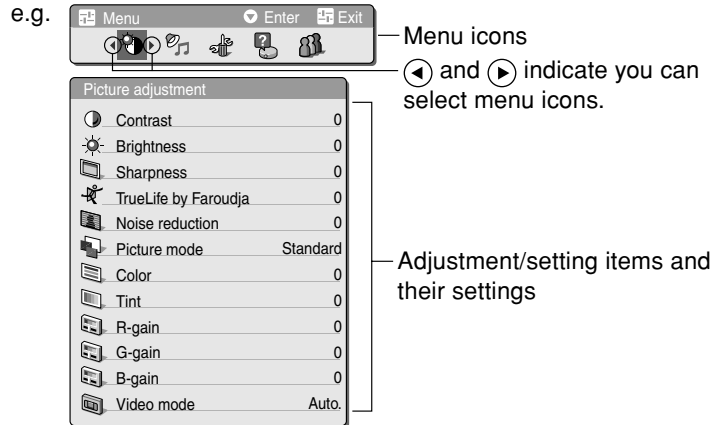 e.g.
Menu Enter Exit
Menu icons
and indicate you can
select menu icons.
Picture adjustment
Contrast 0
Brightness 0
Sharpness 0
TrueLife by Faroudja 0
Noise reduction 0
Picture mode Standard
Color 0
Tint 0
R-gain 0
G-gain 0
B-gain 0
Video mode Auto.
Adjustment/setting items and
their settings